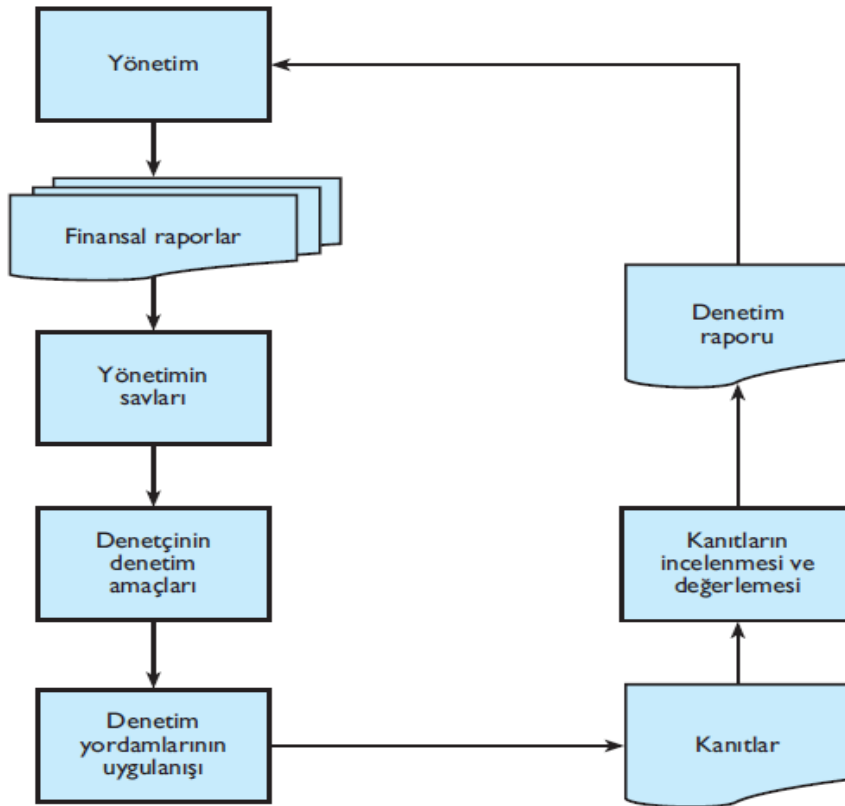 Yönetim
Finansal raporlar
Yönetimin
savları
Denetçinin
denetim
amaçları
Denetim
yordamlarının
uygulanışı
Kanıtlar
Kanıtların
incelenmesi ve
değerlemesi
Denetim
raporu